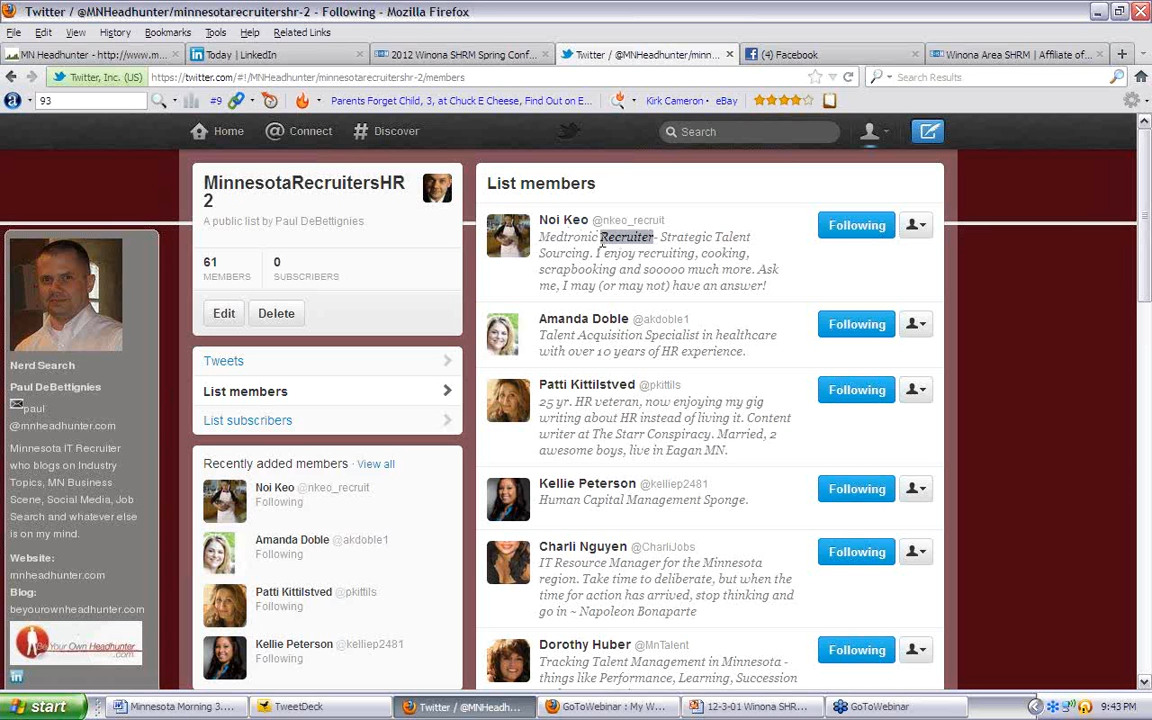 Twitter / @MNHeadhunter/minnesotarecruitershr-2 - Following - Mozilla Firefox
File Edit View History Bookmarks Tools Help Related Links
MN Headhunter - http://www.m...
Today | LinkedIn
2012 Winona SHRM Spring Conf...
Twitter / @MNHeadhunter/minn...
(4) Facebook
Winona Area SHRM | Affiliate of...
Twitter, Inc. (US)
https://twitter.com/#!/MNHeadhunter/minnesotarecruitershr-2/members
Search Results
93
#9
Parents Forget Child, 3, at Chuck E Cheese, Find Out on E...
Kirk Cameron
eBay
Home
Connect
Discover
Search
MinnesotaRecruitersHR
2
A public list by Paul DeBettignies
61
MEMBERS
0
SUBSCRIBERS
Edit
Delete
Tweets
List members
List subscribers
Recently added members · View all
Noi Keo @nkeo_recruit
Following
Amanda Doble @akdoble1
Following
Patti Kittilstved @pkittils
Following
Kellie Peterson @kelliep2481
Following
List members
Noi Keo @nkeo_recruit
Medtronic Recruiter- Strategic Talent
Sourcing. I enjoy recruiting, cooking,
scrapbooking and sooooo much more. Ask
me, I may (or may not) have an answer!
Following
Amanda Doble @akdoble1
Talent Acquisition Specialist in healthcare
with over 10 years of HR experience.
Following
Patti Kittilstved @pkittils
25 yr. HR veteran, now enjoying my gig
writing about HR instead of living it. Content
writer at The Starr Conspiracy. Married, 2
awesome boys, live in Eagan MN.
Following
Kellie Peterson @kelliep2481
Human Capital Management Sponge.
Following
Charli Nguyen @CharliJobs
IT Resource Manager for the Minnesota
region. Take time to deliberate, but when the
time for action has arrived, stop thinking and
go in ~ Napoleon Bonaparte
Following
Dorothy Huber @MnTalent
Tracking Talent Management in Minnesota -
things like Performance, Learning, Succession
Following
Nerd Search
Paul DeBettignies
paul
@mnheadhunter.com
Minnesota IT Recruiter
who blogs on Industry
Topics, MN Business
Scene, Social Media, Job
Search and whatever else
is on my mind.
Website:
mnheadhunter.com
Blog:
beyourownheadhunter.com
Be Your Own Headhunter
.com
start
Minnesota Morning 3....
TweetDeck
Twitter / @MNHeadh...
GoToWebinar : My W...
12-3-01 Winona SHR...
GoToWebinar
9:43 PM